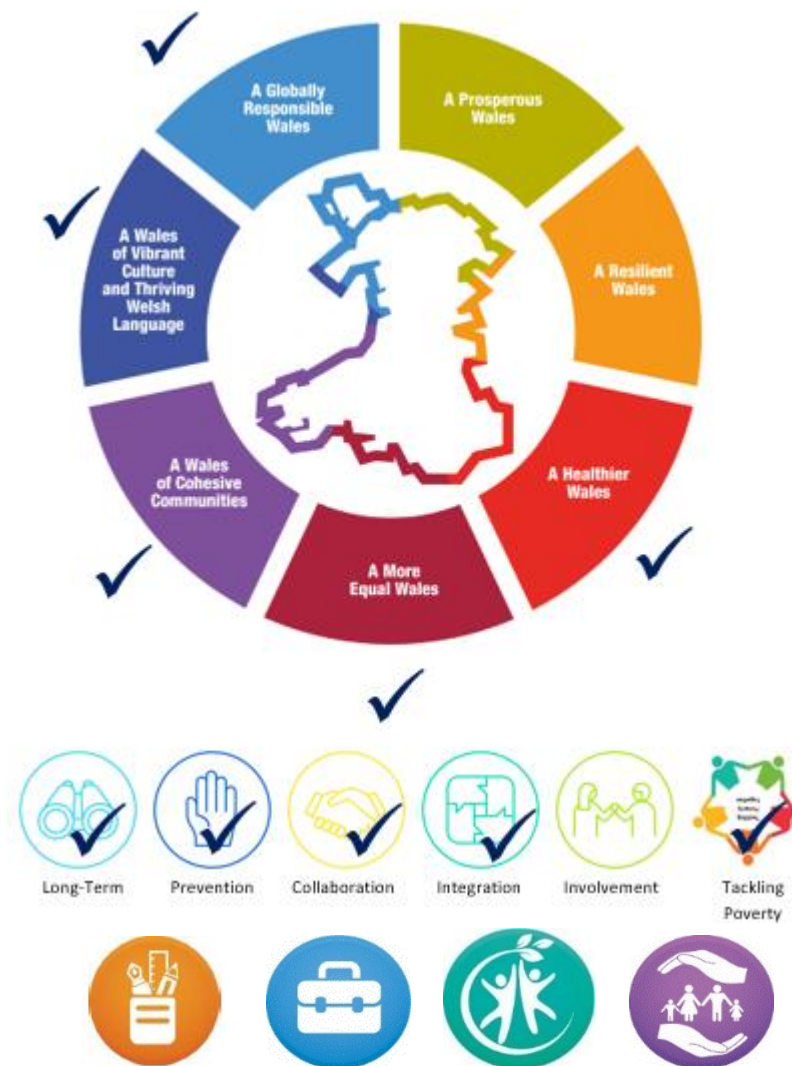 A Globally
Responsible
Wales
A Prosperous
Wales
A Wales
of Vibrant
Culture
and Thriving
Welsh
Language
A Resilient
Wales
A Wales
of Cohesive
Communities
A Healthier
Wales
A More
Equal Wales
Long-Term
Prevention
Collaboration
Integration
Involvement
Tackling
Poverty